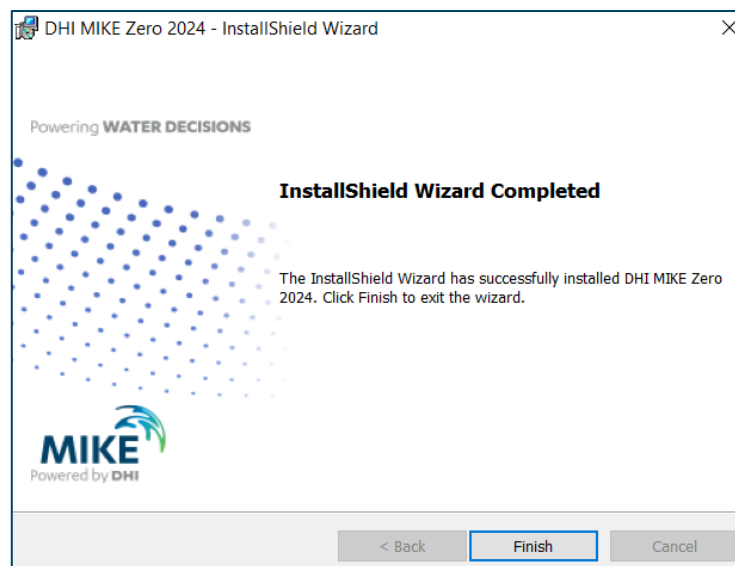 DHI MIKE Zero 2024 - InstallShield Wizard
Powering WATER DECISIONS
InstallShield Wizard Completed
The InstallShield Wizard has successfully installed DHI MIKE Zero
2024. Click Finish to exit the wizard.
MIKE
Powered by DHI
< Back
Finish
Cancel